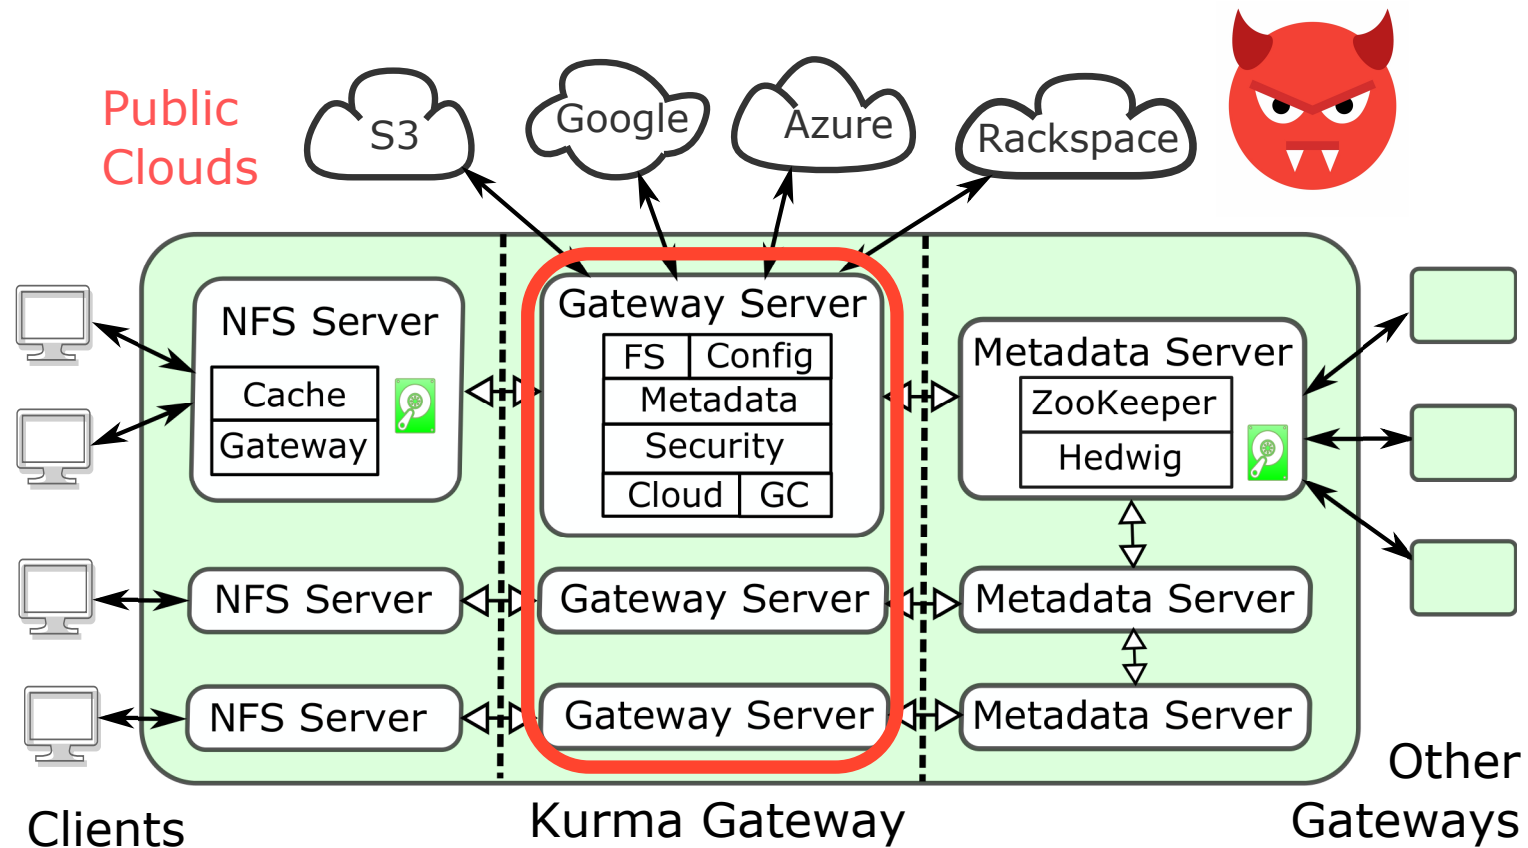 Public
Clouds
S3
Google
Azure
Rackspace
NFS Server
Cache
Gateway
Gateway Server
FS
Config
Metadata
Security
Cloud
GC
Metadata Server
ZooKeeper
Hedwig
NFS Server
Gateway Server
Metadata Server
NFS Server
Gateway Server
Metadata Server
Clients
Kurma Gateway
Other
Gateways